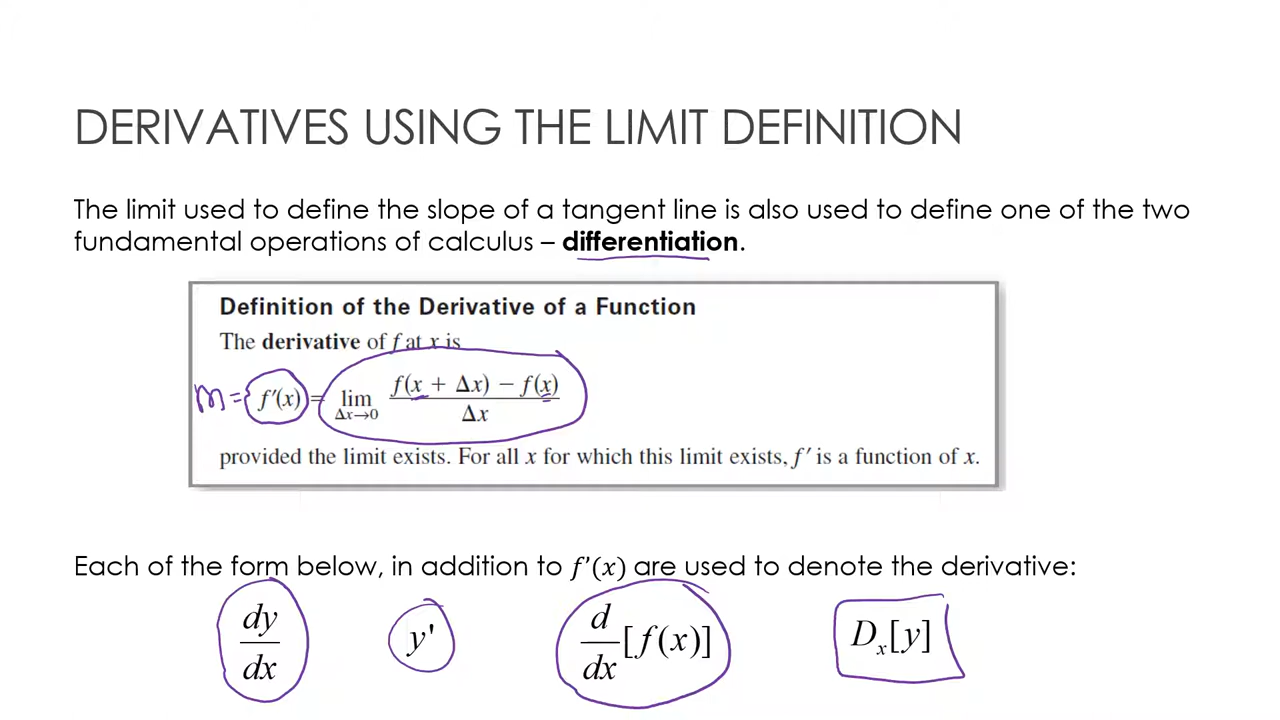 DERIVATIVES USING THE LIMIT DEFINITION
The limit used to define the slope of a tangent line is also used to define one of the two
fundamental operations of calculus – differentiation.
Definition of the Derivative of a Function
The derivative of f at x is
m = f′(x) = lim Δx→0 f(x + Δx) − f(x) / Δx
provided the limit exists. For all x for which this limit exists, f′ is a function of x.
Each of the form below, in addition to f′(x) are used to denote the derivative:
dy/dx y' d/dx [f(x)] Dₓ[y]